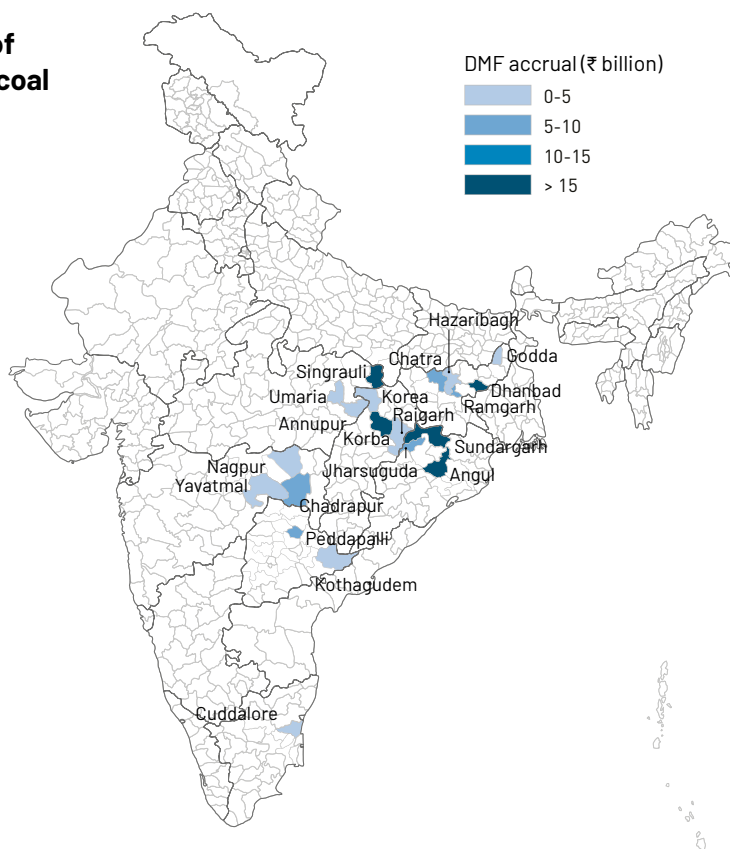 of
coal
DMF accrual (₹ billion)
0-5
5-10
10-15
> 15
Hazaribagh
Chatra
Godda
Singrauli
Dhanbad
Umaria
Korea
Ramgarh
Raigarh
Annupur
Korba
Sundargarh
Jharsuguda
Angul
Nagpur
Yavatmal
Chadrapur
Peddapalli
Kothagudem
Cuddalore